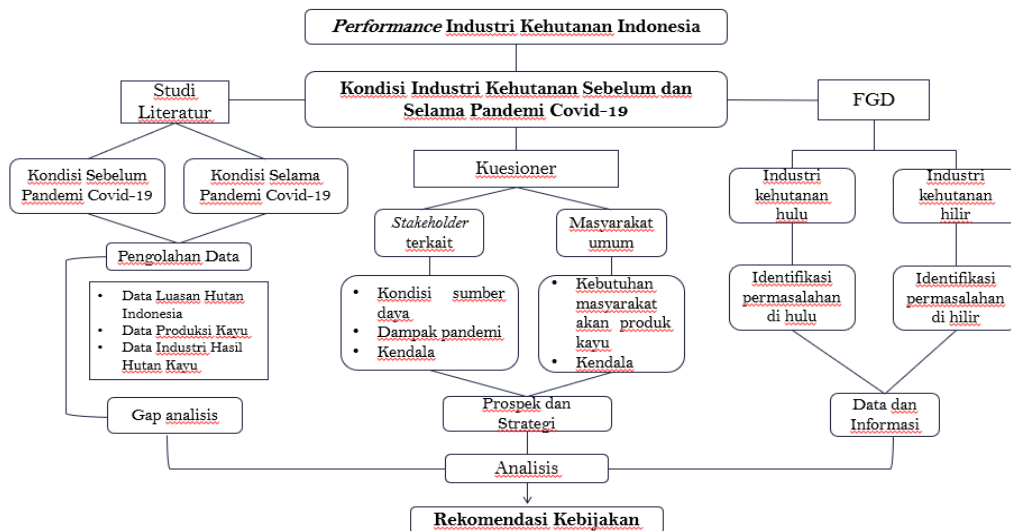 Performance Industri Kehutanan Indonesia
Kondisi Industri Kehutanan Sebelum dan
Selama Pandemi Covid-19
Studi
Literatur
FGD
Kondisi Sebelum
Pandemi Covid-19
Kondisi Selama
Pandemi Covid-19
Kuesioner
Industri
kehutanan
hulu
Industri
kehutanan
hilir
Stakeholder
terkait
Masyarakat
umum
Pengolahan Data
• Data Luasan Hutan
Indonesia
• Data Produksi Kayu
• Data Industri Hasil
Hutan Kayu
• Kondisi sumber
daya
• Dampak pandemi
• Kendala
• Kebutuhan
masyarakat
akan produk
kayu
• Kendala
Identifikasi
permasalahan
di hulu
Identifikasi
permasalahan
di hilir
Gap analisis
Prospek dan
Strategi
Data dan
Informasi
Analisis
Rekomendasi Kebijakan